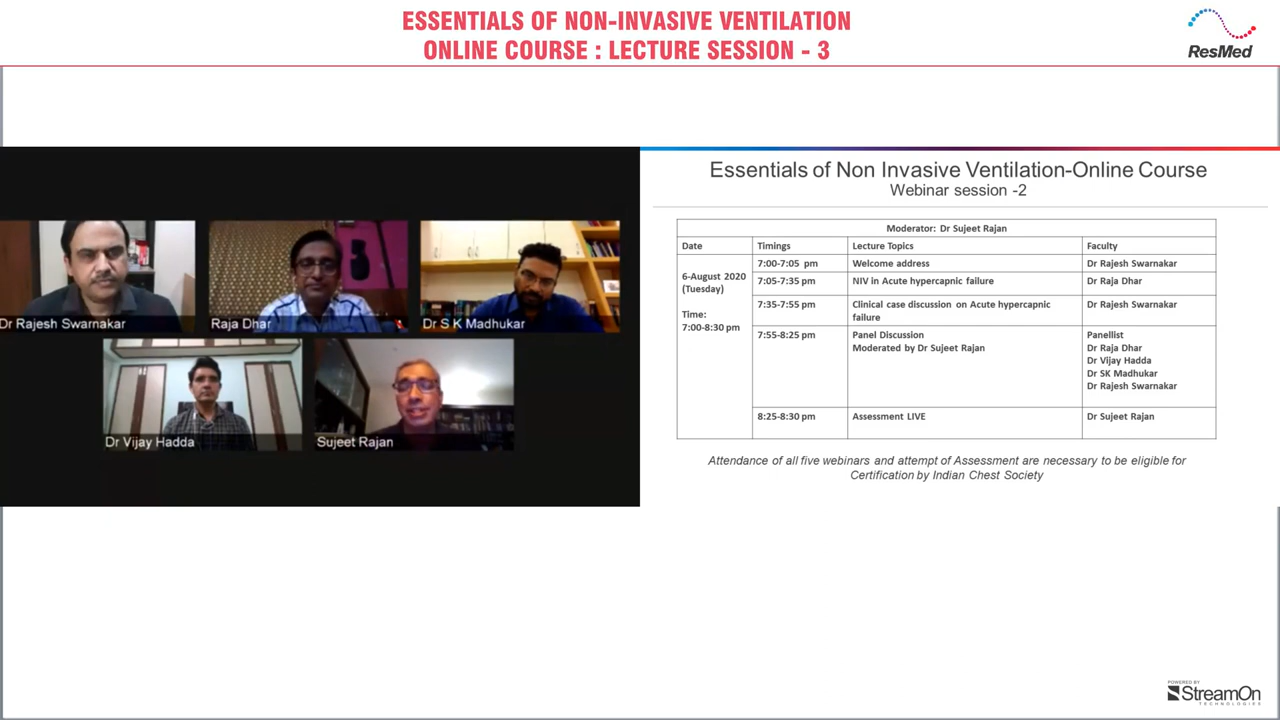 ESSENTIALS OF NON-INVASIVE VENTILATION
ONLINE COURSE : LECTURE SESSION - 3
ResMed
Dr Rajesh Swarnakar
Raja Dhar
Dr S K Madhukar
Dr Vijay Hadda
Sujeet Rajan
Essentials of Non Invasive Ventilation-Online Course
Webinar session -2
Moderator: Dr Sujeet Rajan
Date Timings Lecture Topics Faculty
6-August 2020
(Tuesday)
Time:
7:00-8:30 pm
7:00-7:05 pm Welcome address Dr Rajesh Swarnakar
7:05-7:35 pm NIV in Acute hypercapnic failure Dr Raja Dhar
7:35-7:55 pm Clinical case discussion on Acute hypercapnic Dr Rajesh Swarnakar
failure
7:55-8:25 pm Panel Discussion Panellist
Moderated by Dr Sujeet Rajan Dr Raja Dhar
Dr Vijay Hadda
Dr SK Madhukar
Dr Rajesh Swarnakar
8:25-8:30 pm Assessment LIVE Dr Sujeet Rajan
Attendance of all five webinars and attempt of Assessment are necessary to be eligible for
Certification by Indian Chest Society
POWERED BY
StreamOn
TECHNOLOGIES